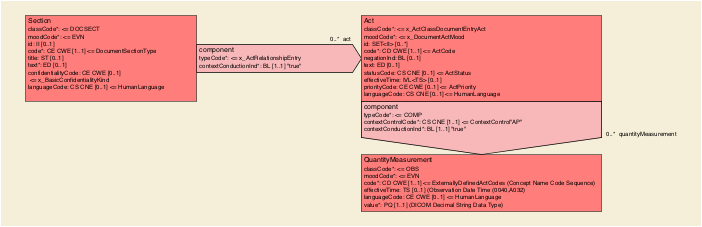 Section
classCode*: <= DOCSECT
moodCode*: <= EVN
id: II [0..1]
code*: CE CWE [1..1] <= DocumentSectionType
title: ST [0..1]
text*: ED [0..1]
confidentialityCode: CE CWE [0..1]
<= x_BasicConfidentialityKind
languageCode: CS CNE [0..1] <= HumanLanguage
0..* act
component
typeCode*: <= x_ActRelationshipEntry
contextConductionInd*: BL [1..1] "true"
Act
classCode*: <= x_ActClassDocumentEntryAct
moodCode*: <= x_DocumentActMood
id: SET<II> [0..*]
code*: CD CWE [1..1] <= ActCode
negationInd: BL [0..1]
text: ED [0..1]
statusCode: CS CNE [0..1] <= ActStatus
effectiveTime: IVL<TS> [0..1]
priorityCode: CE CWE [0..1] <= ActPriority
languageCode: CS CNE [0..1] <= HumanLanguage
component
typeCode*: <= COMP
contextControlCode*: CS CNE [1..1] <= ContextControl"AP"
contextConductionInd*: BL [1..1] "true"
0..* quantityMeasurement
QuantityMeasurement
classCode*: <= OBS
moodCode*: <= EVN
code*: CD CWE [1..1] <= ExternallyDefinedActCodes (Concept Name Code Sequence)
effectiveTime: TS [0..1] (Observation Date Time (0040,A032)
languageCode: CE CWE [0..1] <= HumanLanguage
value*: PQ [1..1] (DICOM Decimal String Data Type)